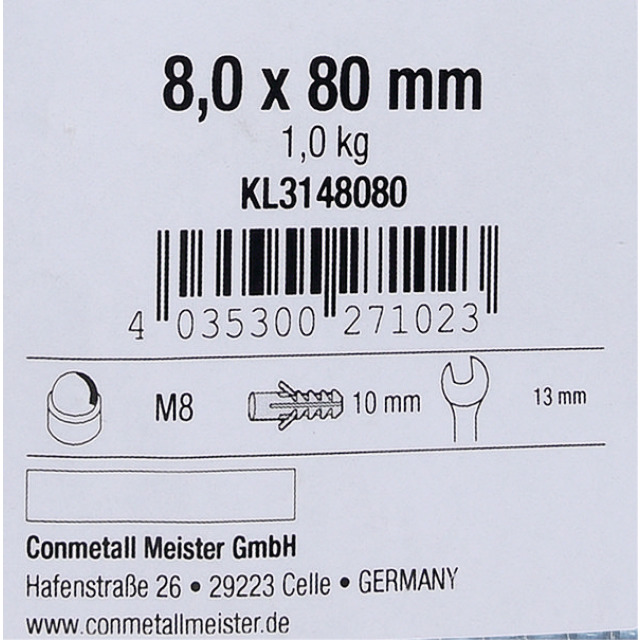 8,0 x 80 mm
1,0 kg
KL3148080
4 035300 271023
M8 10 mm 13 mm
Conmetall Meister GmbH
Hafenstraße 26 • 29223 Celle • GERMANY
www.conmetallmeister.de